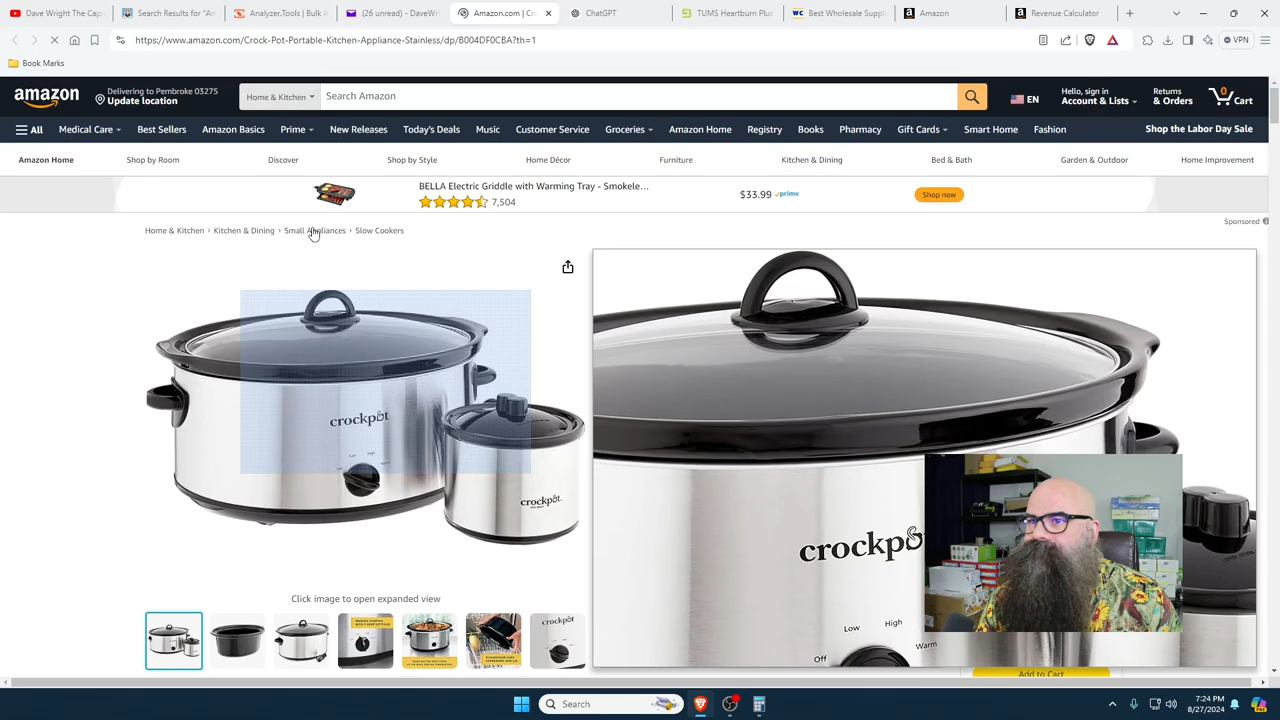 Dave Wright The Cap
Search Results for "An
Analyzer.Tools | Bulk A
(26 unread) - DaveWri
Amazon.com | Cro
ChatGPT
TUMS Heartburn Plus
Best Wholesale Suppli
Amazon
Revenue Calculator
https://www.amazon.com/Crock-Pot-Portable-Kitchen-Appliance-Stainless/dp/B004DF0CBA?th=1
VPN
Book Marks
amazon
Delivering to Pembroke 03275
Update location
Home & Kitchen
Search Amazon
EN
Hello, sign in
Account & Lists
Returns
& Orders
0
Cart
All
Medical Care
Best Sellers
Amazon Basics
Prime
New Releases
Today's Deals
Music
Customer Service
Groceries
Amazon Home
Registry
Books
Pharmacy
Gift Cards
Smart Home
Fashion
Shop the Labor Day Sale
Amazon Home
Shop by Room
Discover
Shop by Style
Home Décor
Furniture
Kitchen & Dining
Bed & Bath
Garden & Outdoor
Home Improvement
BELLA Electric Griddle with Warming Tray - Smokele...
7,504
$33.99 prime
Shop now
Sponsored
Home & Kitchen › Kitchen & Dining › Small Appliances › Slow Cookers
crockpot
Low High
crockpot
crockpo
Low High
Off Warm
Click image to open expanded view
Add to Cart
Search
7:24 PM
8/27/2024